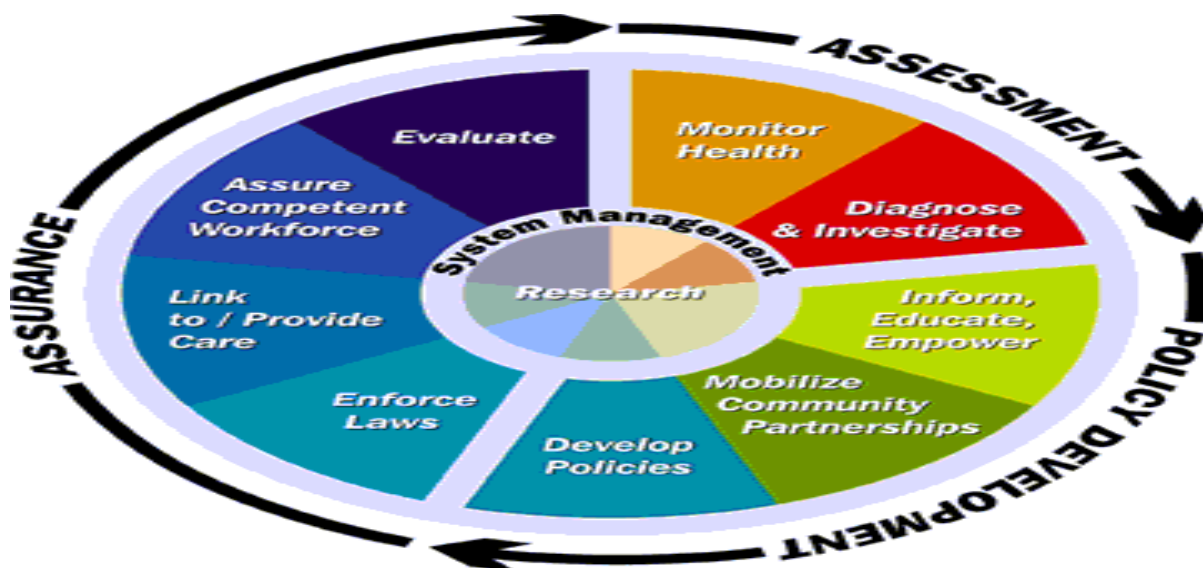 ASSESSMENT
POLICY DEVELOPMENT
ASSURANCE
Monitor
Health
Diagnose
& Investigate
Inform,
Educate,
Empower
Mobilize
Community
Partnerships
Develop
Policies
Enforce
Laws
Link
to / Provide
Care
Assure
Competent
Workforce
Evaluate
System Management
Research